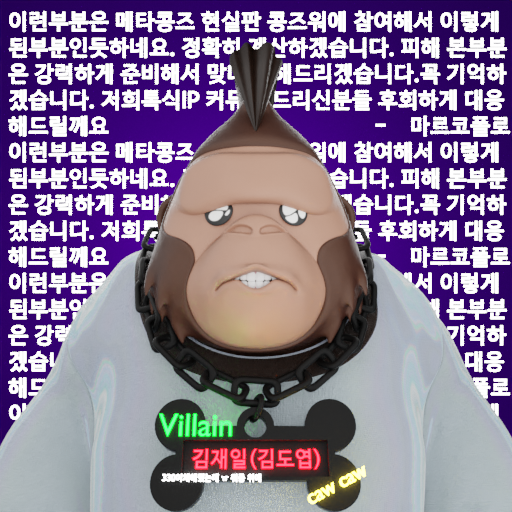 이런부분은 메타콩즈 현실판 콩즈워에 참여해서 이렇게
된부분인듯하네요. 정확히 계산하겠습니다. 피해 본부분
은 강력하게 준비해서 맞 해드리겠습니다.꼭 기억하
겠습니다. 저희특식IP 커뮤 드리신분들 후회하게 대응
해드릴께요 - 마르코폴로
이런부분은 메타콩즈 즈워에 참여해서 이렇게
된부분인듯하네요. 습니다. 피해 본부분
은 강력하게 준비 습니다.꼭 기억하
겠습니다. 저희 후회하게 대응
해드릴께요 - 마르코폴로
이런부분은 해서 이렇게
된부분인 본부분
은 강력 기억하
겠습니 대응
해드 르코폴로
Villain
김재일(김도엽)
CZW CZW